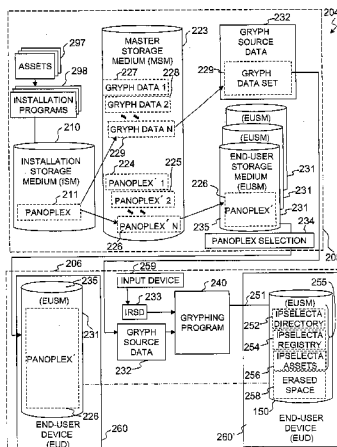 204
297
ASSETS
298
INSTALLATION
PROGRAMS
210
INSTALLATION
STORAGE
MEDIUM (ISM)
211
PANOPLEX
MASTER
STORAGE
MEDIUM (MSM)
223
227
228
GRYPH DATA 1
GRYPH DATA 2
GRYPH DATA N
229
224
225
PANOPLEX´ 1
PANOPLEX´ 2
PANOPLEX´ N
226
232
GRYPH
SOURCE
DATA
229
GRYPH
DATA SET
(EUSM)
(EUSM)
END-USER
STORAGE
MEDIUM
(EUSM)
226
PANOPLEX´
231
231
231
235
234
PANOPLEX SELECTION
206
235
(EUSM)
231
PANOPLEX´
226
END-USER
DEVICE
(EUD)
260
259
INPUT DEVICE
233
IRSD
GRYPH
SOURCE
DATA
232
240
GRYPHING
PROGRAM
251
255
(EUSM)
252
IPSELECTA
DIRECTORY
254
IPSELECTA
REGISTRY
256
IPSELECTA
ASSETS
258
ERASED
SPACE
150
END-USER
DEVICE
(EUD)
260´